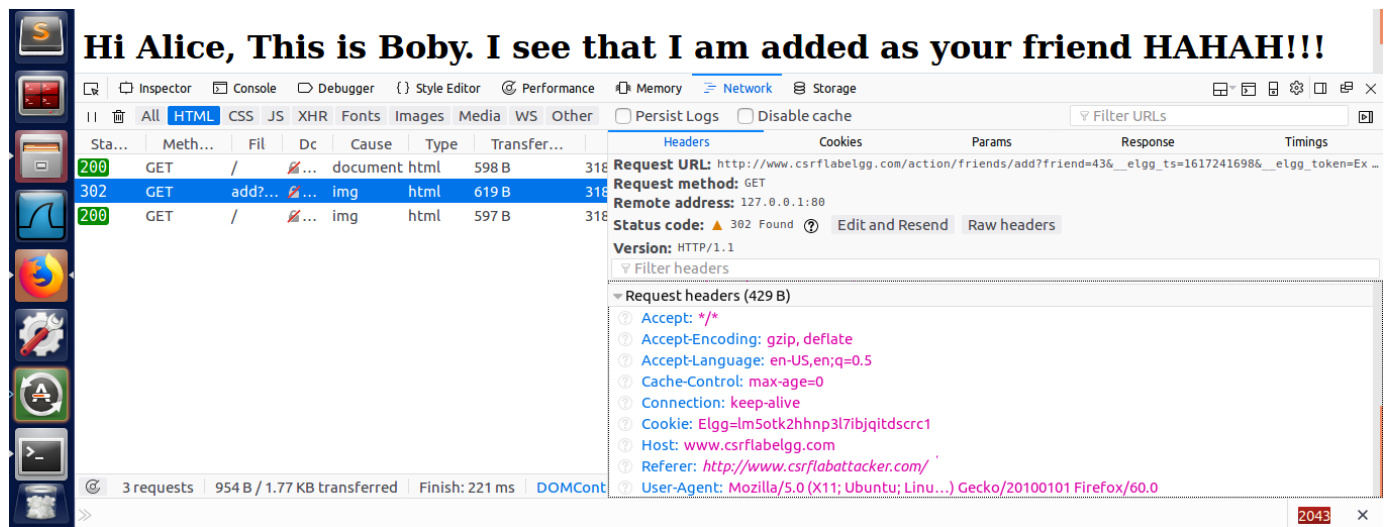 Hi Alice, This is Boby. I see that I am added as your friend HAHAH!!!
Inspector Console Debugger {} Style Editor Performance Memory Network Storage
All HTML CSS JS XHR Fonts Images Media WS Other Persist Logs Disable cache Filter URLs
Sta... Meth... Fil Dc Cause Type Transfer...
200 GET / ... document html 598 B 318
302 GET add?... ... img html 619 B 318
200 GET / ... img html 597 B 318
3 requests 954 B / 1.77 KB transferred Finish: 221 ms DOMCont
Headers Cookies Params Response Timings
Request URL: http://www.csrflabelgg.com/action/friends/add?friend=43&__elgg_ts=1617241698&__elgg_token=Ex...
Request method: GET
Remote address: 127.0.0.1:80
Status code: 302 Found Edit and Resend Raw headers
Version: HTTP/1.1
Filter headers
Request headers (429 B)
Accept: */*
Accept-Encoding: gzip, deflate
Accept-Language: en-US,en;q=0.5
Cache-Control: max-age=0
Connection: keep-alive
Cookie: Elgg=lm5otk2hhnp3l7ibjqitdscrc1
Host: www.csrflabelgg.com
Referer: http://www.csrflabattacker.com/
User-Agent: Mozilla/5.0 (X11; Ubuntu; Linu...) Gecko/20100101 Firefox/60.0
2043